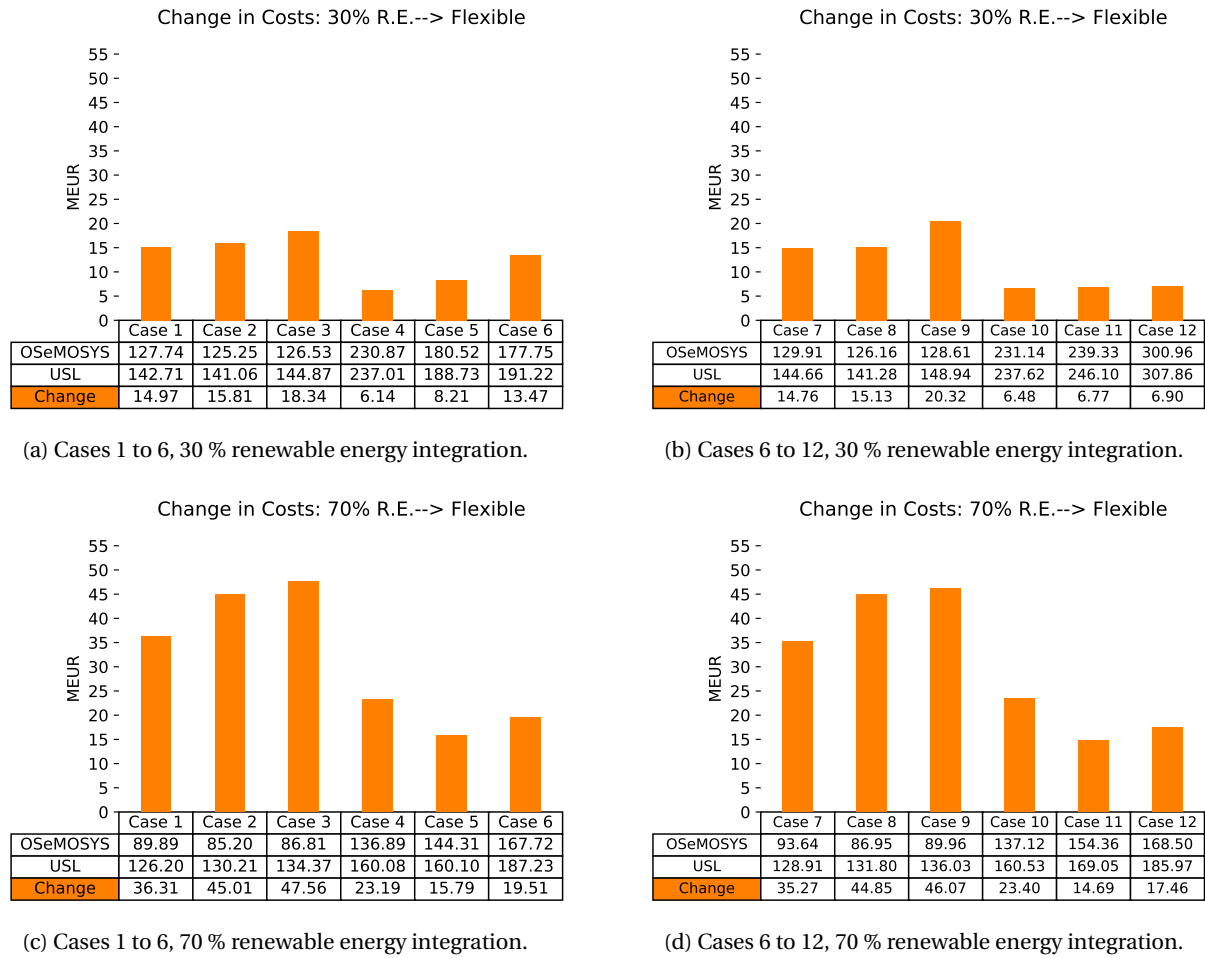 Change in Costs: 30% R.E.--> Flexible
55
50
45
40
35
30
25
20
15
10
5
0
MEUR
Case 1 Case 2 Case 3 Case 4 Case 5 Case 6
OSeMOSYS 127.74 125.25 126.53 230.87 180.52 177.75
USL 142.71 141.06 144.87 237.01 188.73 191.22
Change 14.97 15.81 18.34 6.14 8.21 13.47
(a) Cases 1 to 6, 30 % renewable energy integration.
Change in Costs: 30% R.E.--> Flexible
55
50
45
40
35
30
25
20
15
10
5
0
MEUR
Case 7 Case 8 Case 9 Case 10 Case 11 Case 12
OSeMOSYS 129.91 126.16 128.61 231.14 239.33 300.96
USL 144.66 141.28 148.94 237.62 246.10 307.86
Change 14.76 15.13 20.32 6.48 6.77 6.90
(b) Cases 6 to 12, 30 % renewable energy integration.
Change in Costs: 70% R.E.--> Flexible
55
50
45
40
35
30
25
20
15
10
5
0
MEUR
Case 1 Case 2 Case 3 Case 4 Case 5 Case 6
OSeMOSYS 89.89 85.20 86.81 136.89 144.31 167.72
USL 126.20 130.21 134.37 160.08 160.10 187.23
Change 36.31 45.01 47.56 23.19 15.79 19.51
(c) Cases 1 to 6, 70 % renewable energy integration.
Change in Costs: 70% R.E.--> Flexible
55
50
45
40
35
30
25
20
15
10
5
0
MEUR
Case 7 Case 8 Case 9 Case 10 Case 11 Case 12
OSeMOSYS 93.64 86.95 89.96 137.12 154.36 168.50
USL 128.91 131.80 136.03 160.53 169.05 185.97
Change 35.27 44.85 46.07 23.40 14.69 17.46
(d) Cases 6 to 12, 70 % renewable energy integration.